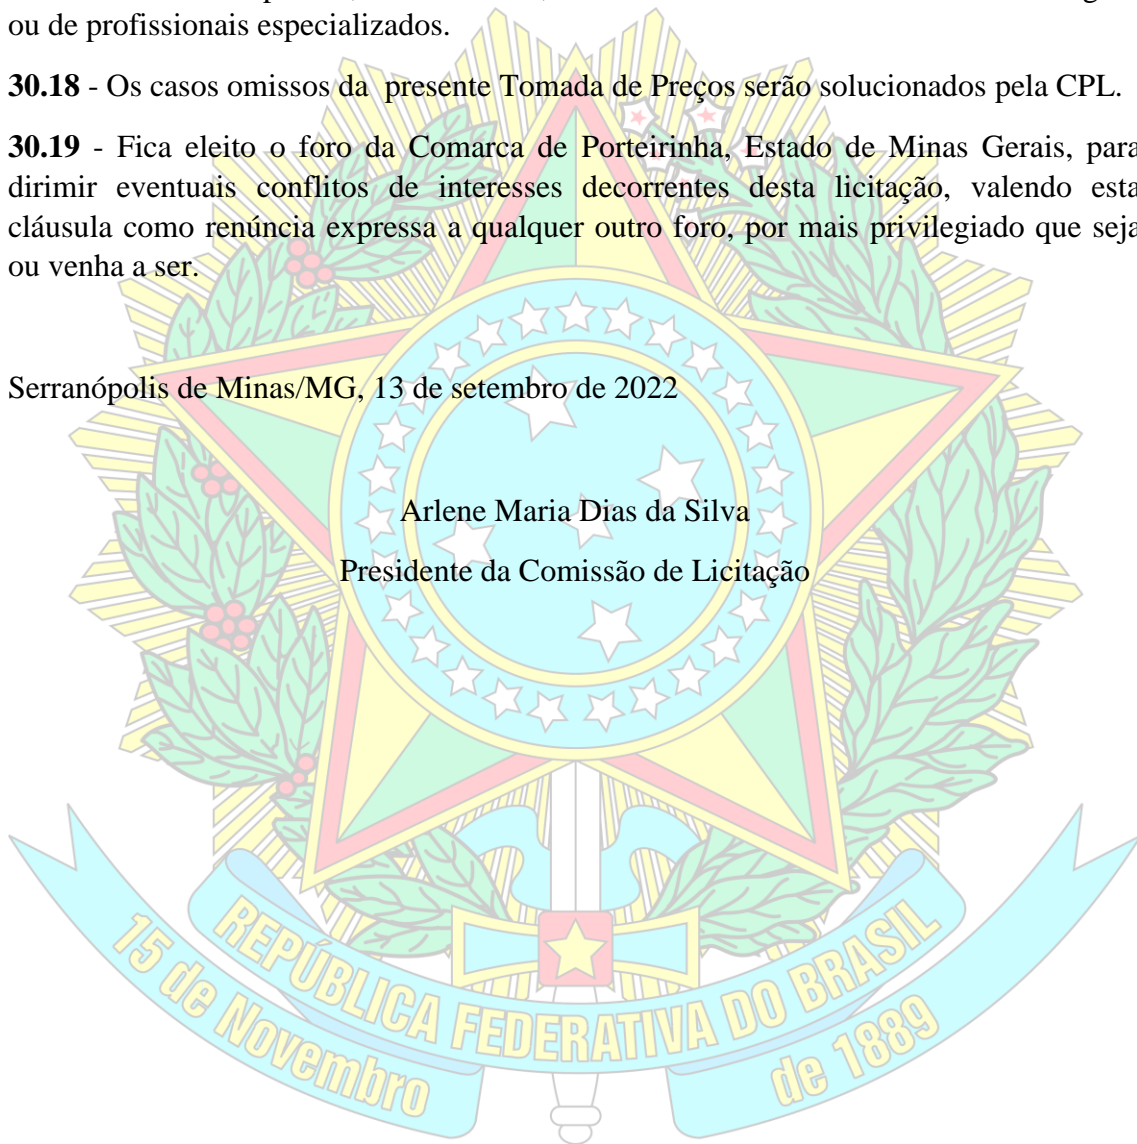 ou de profissionais especializados.
30.18 - Os casos omissos da presente Tomada de Preços serão solucionados pela CPL.
30.19 - Fica eleito o foro da Comarca de Porteirinha, Estado de Minas Gerais, para
dirimir eventuais conflitos de interesses decorrentes desta licitação, valendo esta
cláusula como renúncia expressa a qualquer outro foro, por mais privilegiado que seja
ou venha a ser.
Serranópolis de Minas/MG, 13 de setembro de 2022
Arlene Maria Dias da Silva
Presidente da Comissão de Licitação
REPÚBLICA FEDERATIVA DO BRASIL
15 de Novembro
de 1889